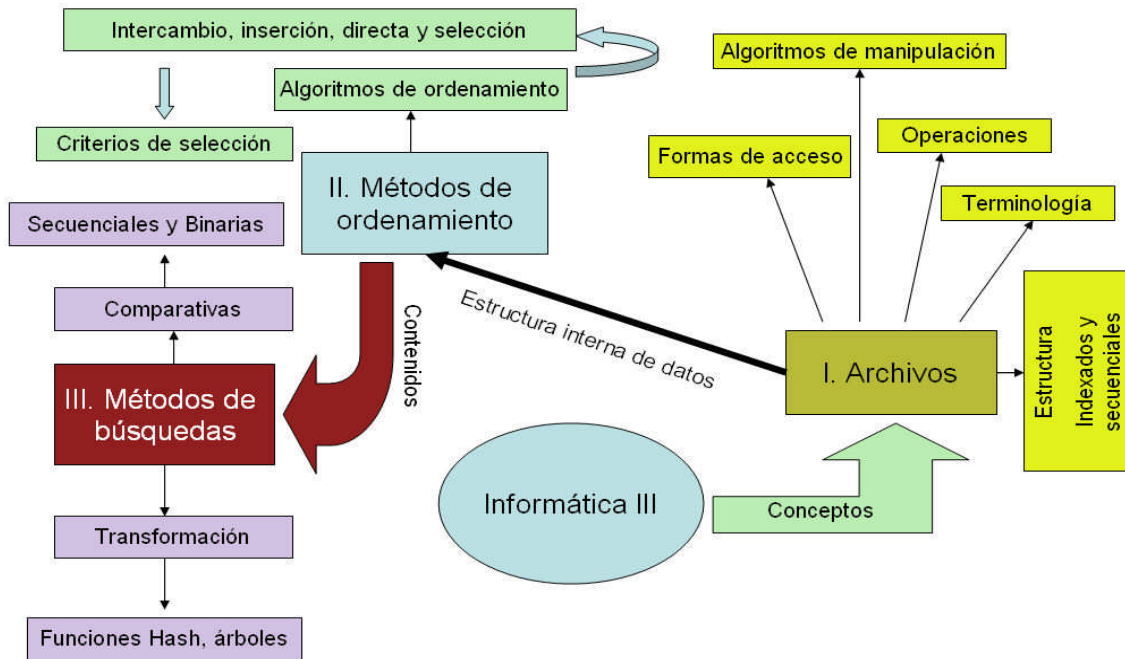 Intercambio, inserción, directa y selección
Algoritmos de ordenamiento
Criterios de selección
II. Métodos de
ordenamiento
Secuenciales y Binarias
Comparativas
III. Métodos de
búsquedas
Transformación
Funciones Hash, árboles
Contenidos
Estructura interna de datos
Informática III
Conceptos
I. Archivos
Formas de acceso
Algoritmos de manipulación
Operaciones
Terminología
Estructura
Indexados y
secuenciales